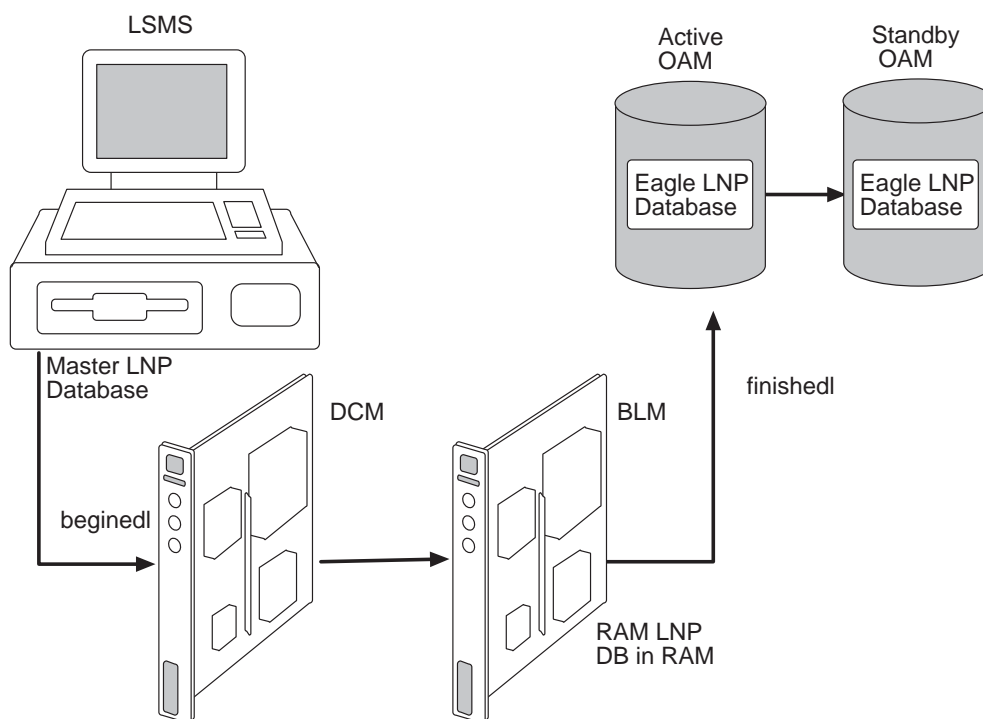 LSMS
Active
OAM
Standby
OAM
Eagle LNP
Database
Eagle LNP
Database
Master LNP
Database
DCM
BLM
finishedl
beginedl
RAM LNP
DB in RAM